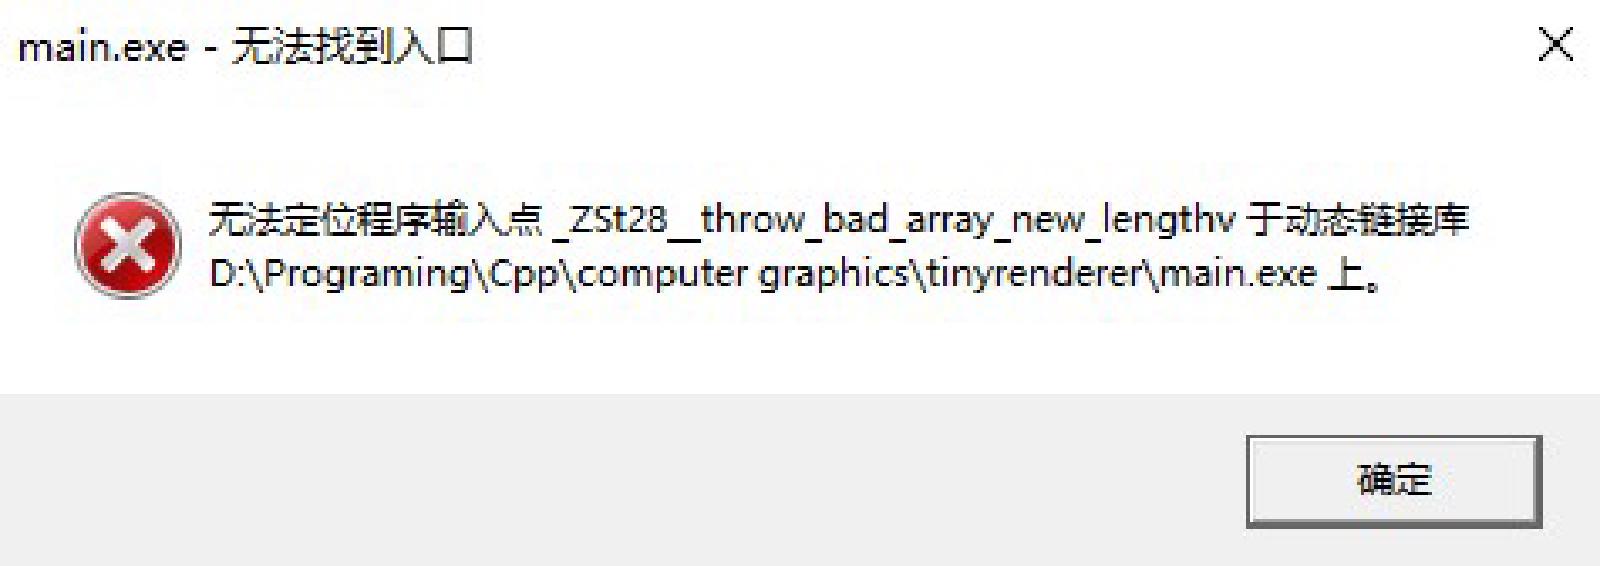 main.exe - 无法找到入口
无法定位程序输入点 _ZSt28__throw_bad_array_new_lengthv 于动态链接库
D:\Programing\Cpp\computer graphics\tinyrenderer\main.exe 上。
确定